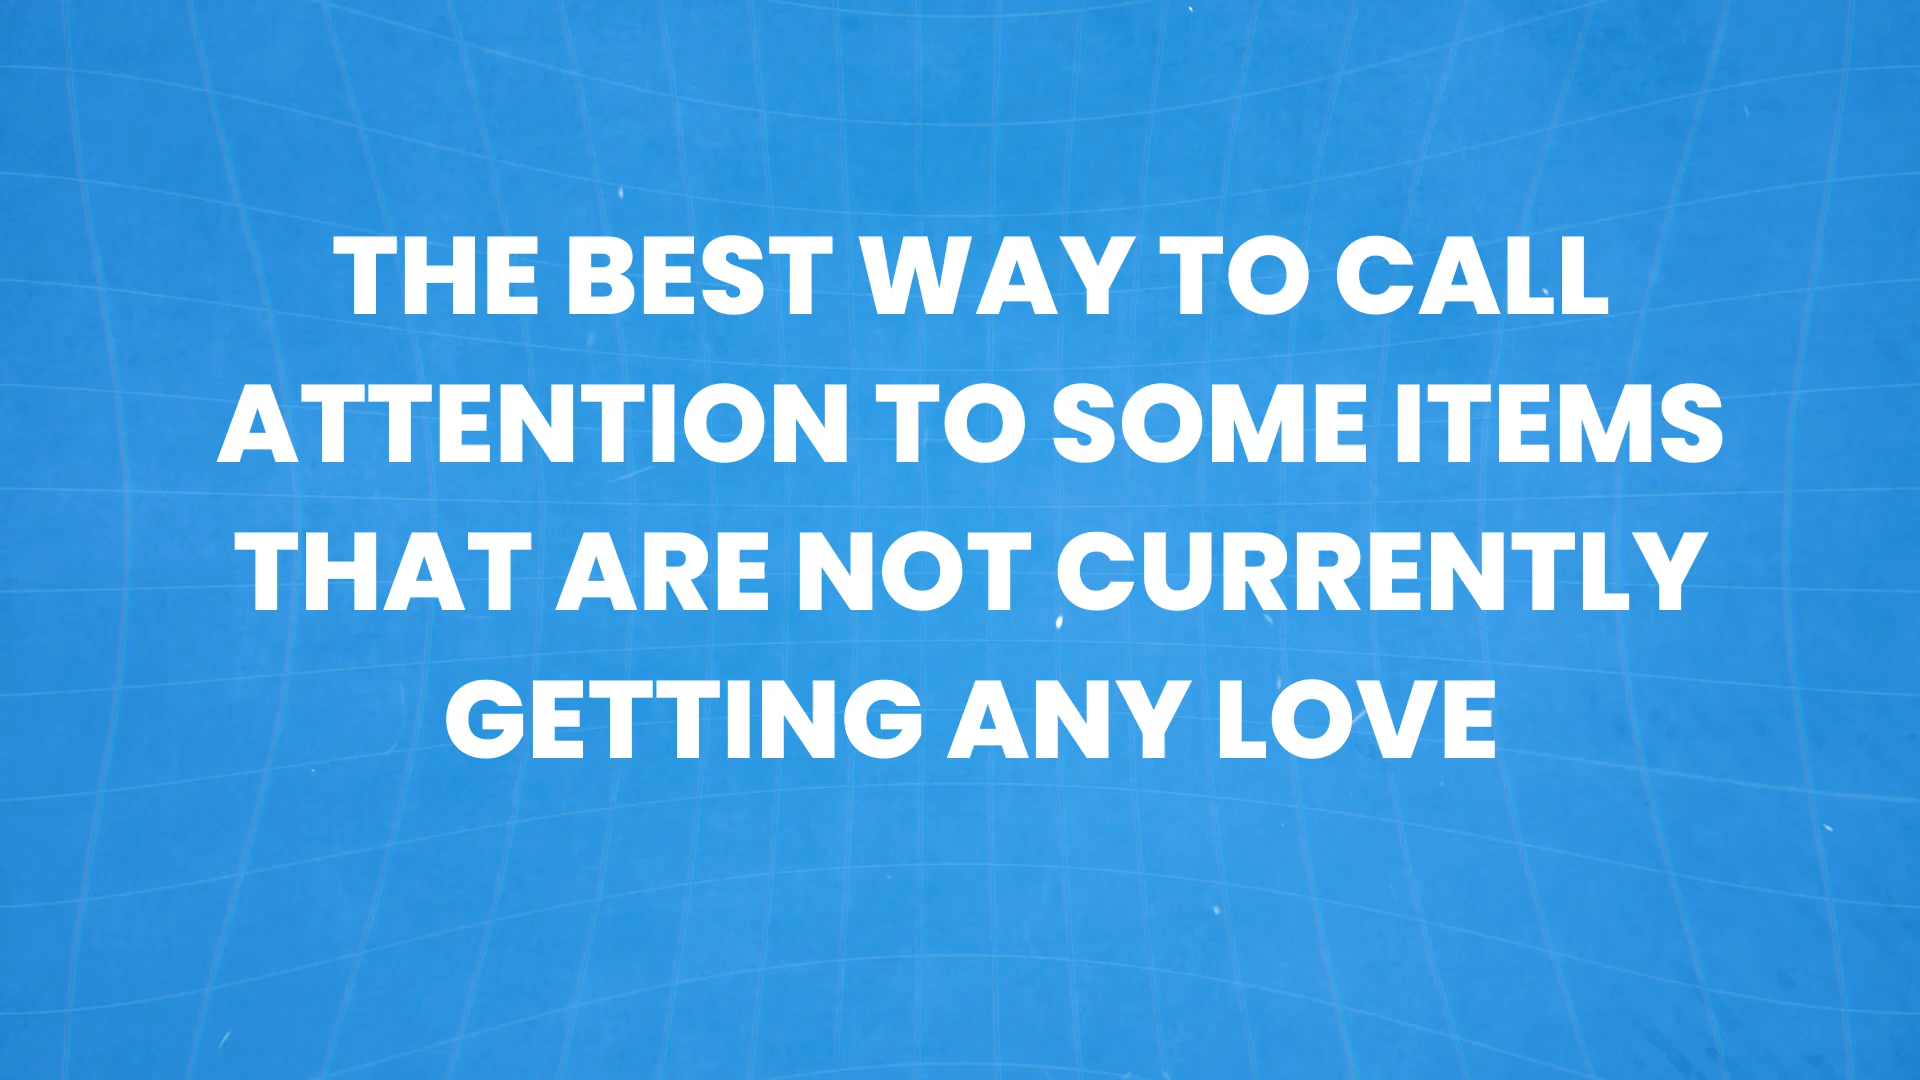 THE BEST WAY TO CALL
ATTENTION TO SOME ITEMS
THAT ARE NOT CURRENTLY
GETTING ANY LOVE